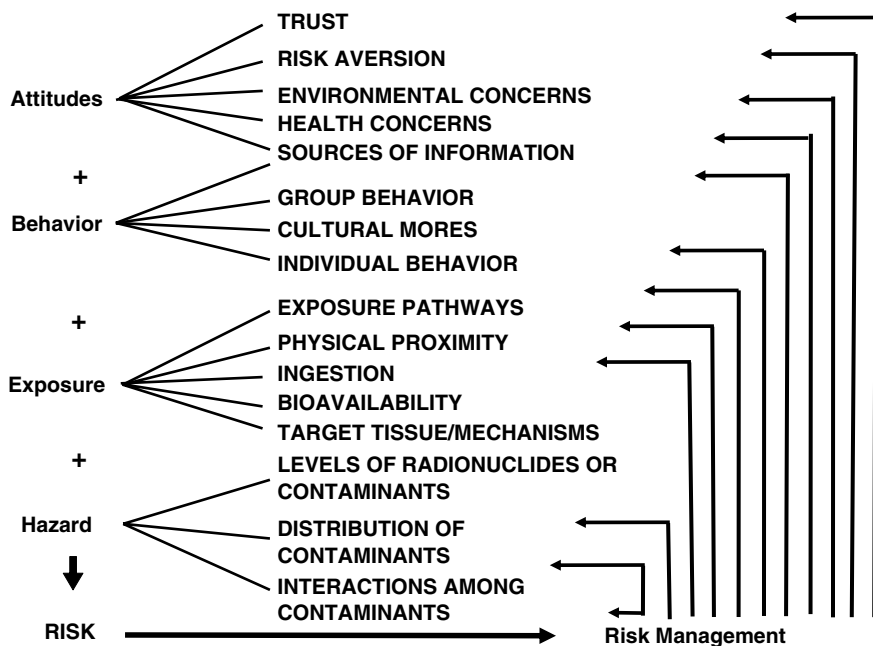 TRUST
RISK AVERSION
Attitudes
ENVIRONMENTAL CONCERNS
HEALTH CONCERNS
SOURCES OF INFORMATION
+
GROUP BEHAVIOR
Behavior
CULTURAL MORES
INDIVIDUAL BEHAVIOR
+
EXPOSURE PATHWAYS
PHYSICAL PROXIMITY
INGESTION
Exposure
BIOAVAILABILITY
TARGET TISSUE/MECHANISMS
+
LEVELS OF RADIONUCLIDES OR
CONTAMINANTS
Hazard
DISTRIBUTION OF
CONTAMINANTS
INTERACTIONS AMONG
CONTAMINANTS
RISK
Risk Management